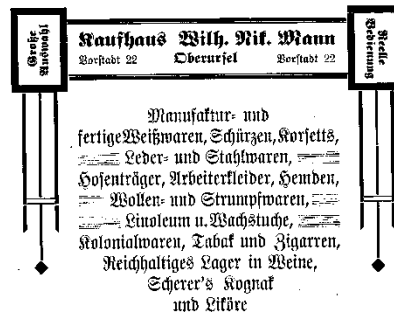 Große
Auswahl
Kaufhaus Wilh. Nik. Mann
Vorstadt 22 Oberursel Vorstadt 22
Reelle
Bedienung
Manufaktur- und
fertige Weißwaren, Schürzen, Korsetts,
Leder- und Stahlwaren,
Hosenträger, Arbeiterkleider, Hemden,
Wollen- und Strumpfwaren,
Linoleum u. Wachstuche,
Kolonialwaren, Tabak und Zigarren,
Reichhaltiges Lager in Weine,
Scherer's Kognak
und Liköre